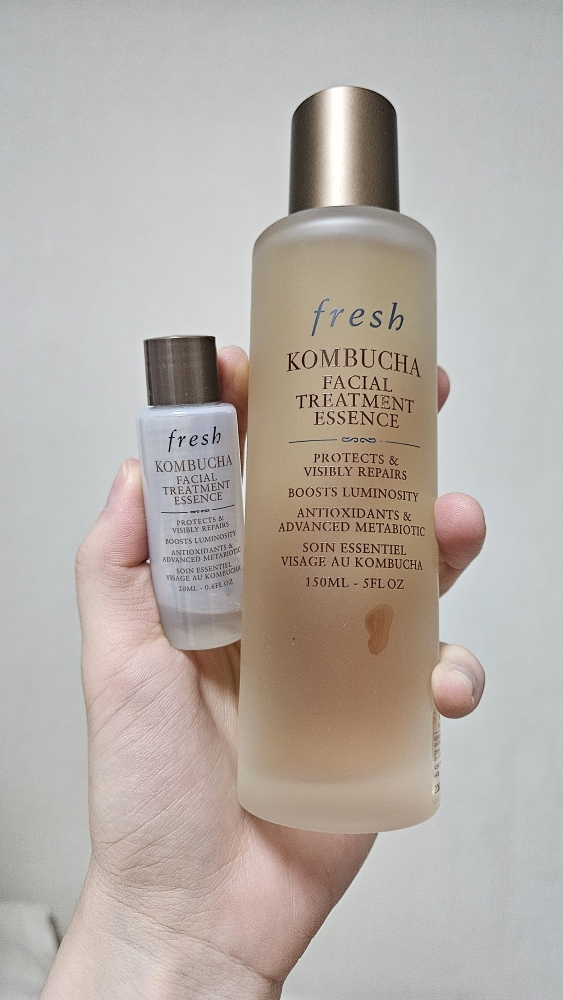 fresh
KOMBUCHA
FACIAL
TREATMENT
ESSENCE
PROTECTS &
VISIBLY REPAIRS
BOOSTS LUMINOSITY
ANTIOXIDANTS &
ADVANCED METABIOTIC
SOIN ESSENTIEL
VISAGE AU KOMBUCHA
20ML - 0.6FL OZ
fresh
KOMBUCHA
FACIAL
TREATMENT
ESSENCE
PROTECTS &
VISIBLY REPAIRS
BOOSTS LUMINOSITY
ANTIOXIDANTS &
ADVANCED METABIOTIC
SOIN ESSENTIEL
VISAGE AU KOMBUCHA
150ML - 5FL OZ